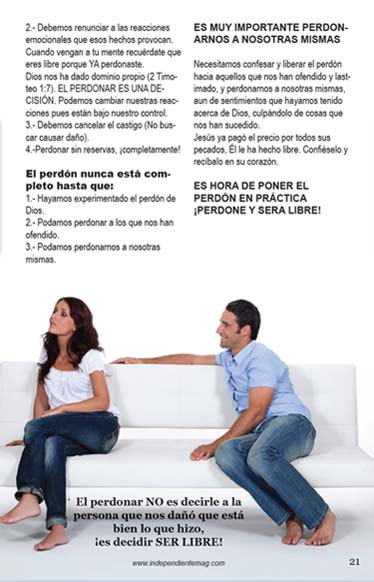 2.- Debemos renunciar a las reacciones
emocionales que esos hechos provocan.
Cuando vengan a tu mente recuérdate que
eres libre porque YA perdonaste.
Dios nos ha dado dominio propio (2 Timo-
teo 1:7). EL PERDONAR ES UNA DE-
CISIÓN. Podemos cambiar nuestras reac-
ciones pues están bajo nuestro control.
3.- Debemos cancelar el castigo (No bus-
car causar daño).
4.-Perdonar sin reservas, ¡completamente!
El perdón nunca está com-
pleto hasta que:
1.- Hayamos experimentado el perdón de
Dios.
2.- Podamos perdonar a los que nos han
ofendido.
3.- Podamos perdonarnos a nosotras
mismas.
ES MUY IMPORTANTE PERDON-
ARNOS A NOSOTRAS MISMAS
Necesitamos confesar y liberar el perdón
hacia aquellos que nos han ofendido y last-
imado, y perdonarnos a nosotras mismas,
aun de sentimientos que hayamos tenido
acerca de Dios, culpándolo de cosas que
nos han sucedido.
Jesús ya pagó el precio por todos sus
pecados, Él le ha hecho libre. Confiéselo y
recíbalo en su corazón.
ES HORA DE PONER EL
PERDÓN EN PRÁCTICA
¡PERDONE Y SERA LIBRE!
El perdonar NO es decirle a la
persona que nos dañó que está
bien lo que hizo,
¡es decidir SER LIBRE!
www.independientemag.com
21